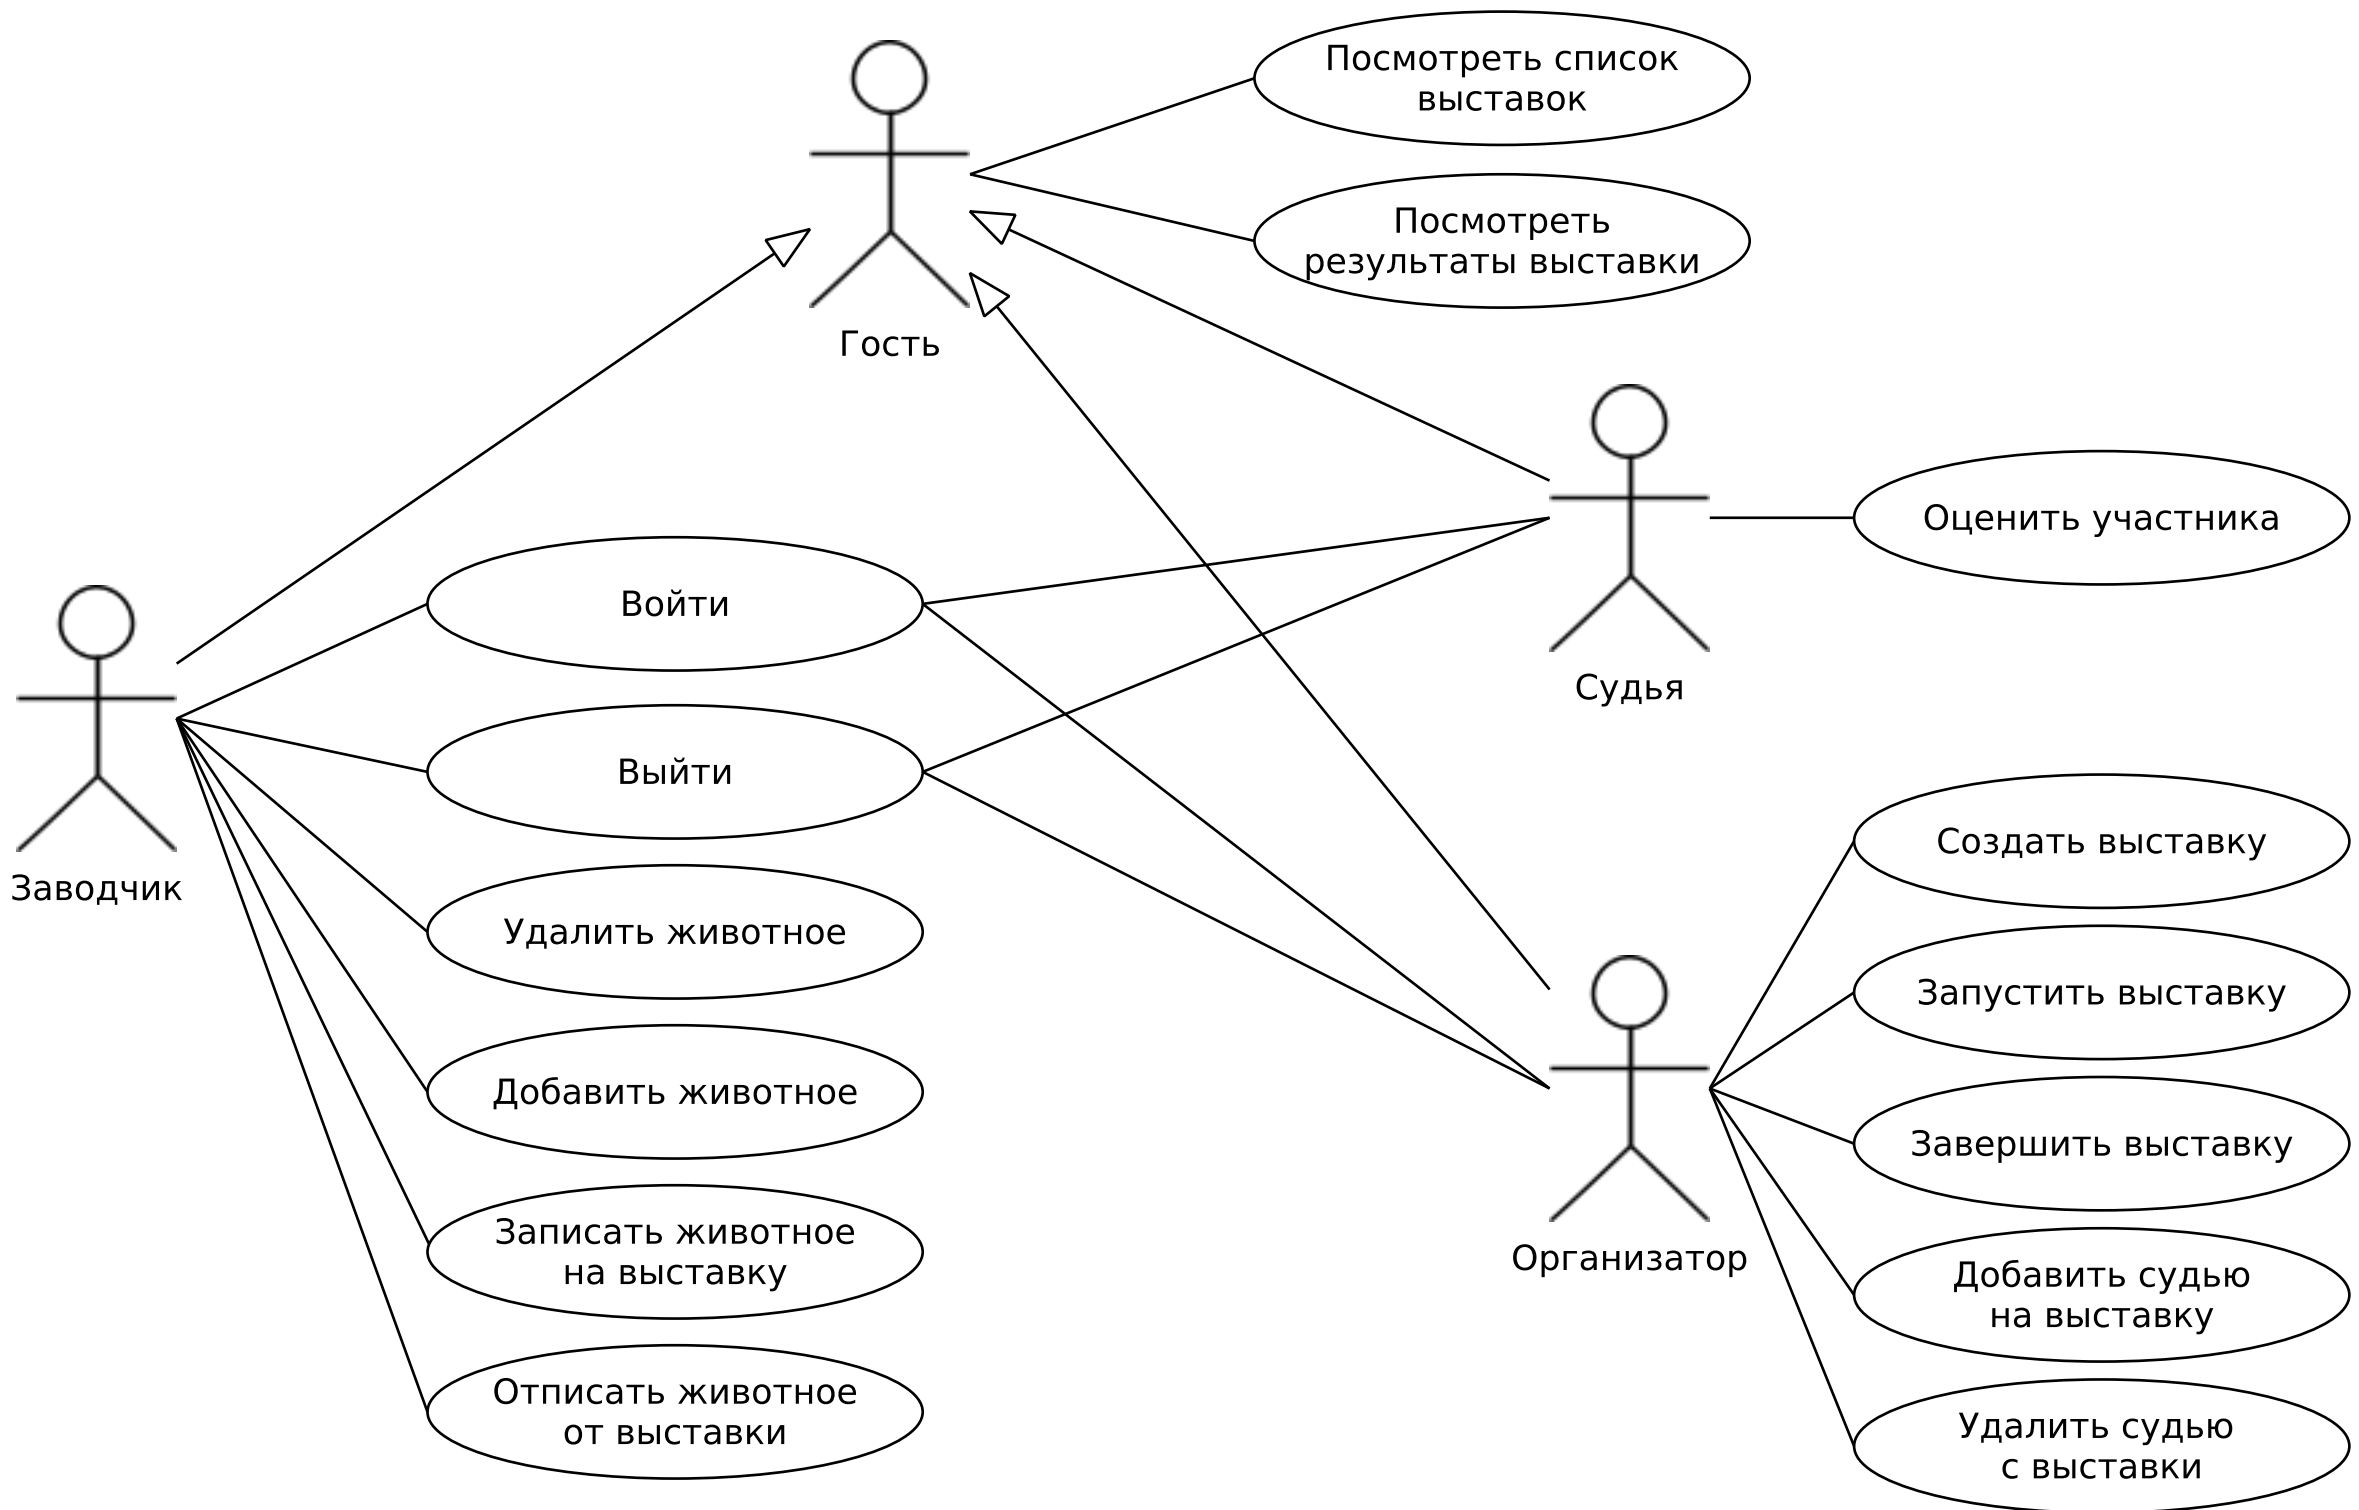 Посмотреть список
выставок
Посмотреть
результаты выставки
Гость
Оценить участника
Войти
Судья
Выйти
Создать выставку
Заводчик
Удалить животное
Запустить выставку
Добавить животное
Завершить выставку
Записать животное
на выставку
Организатор
Добавить судью
на выставку
Отписать животное
от выставки
Удалить судью
с выставки